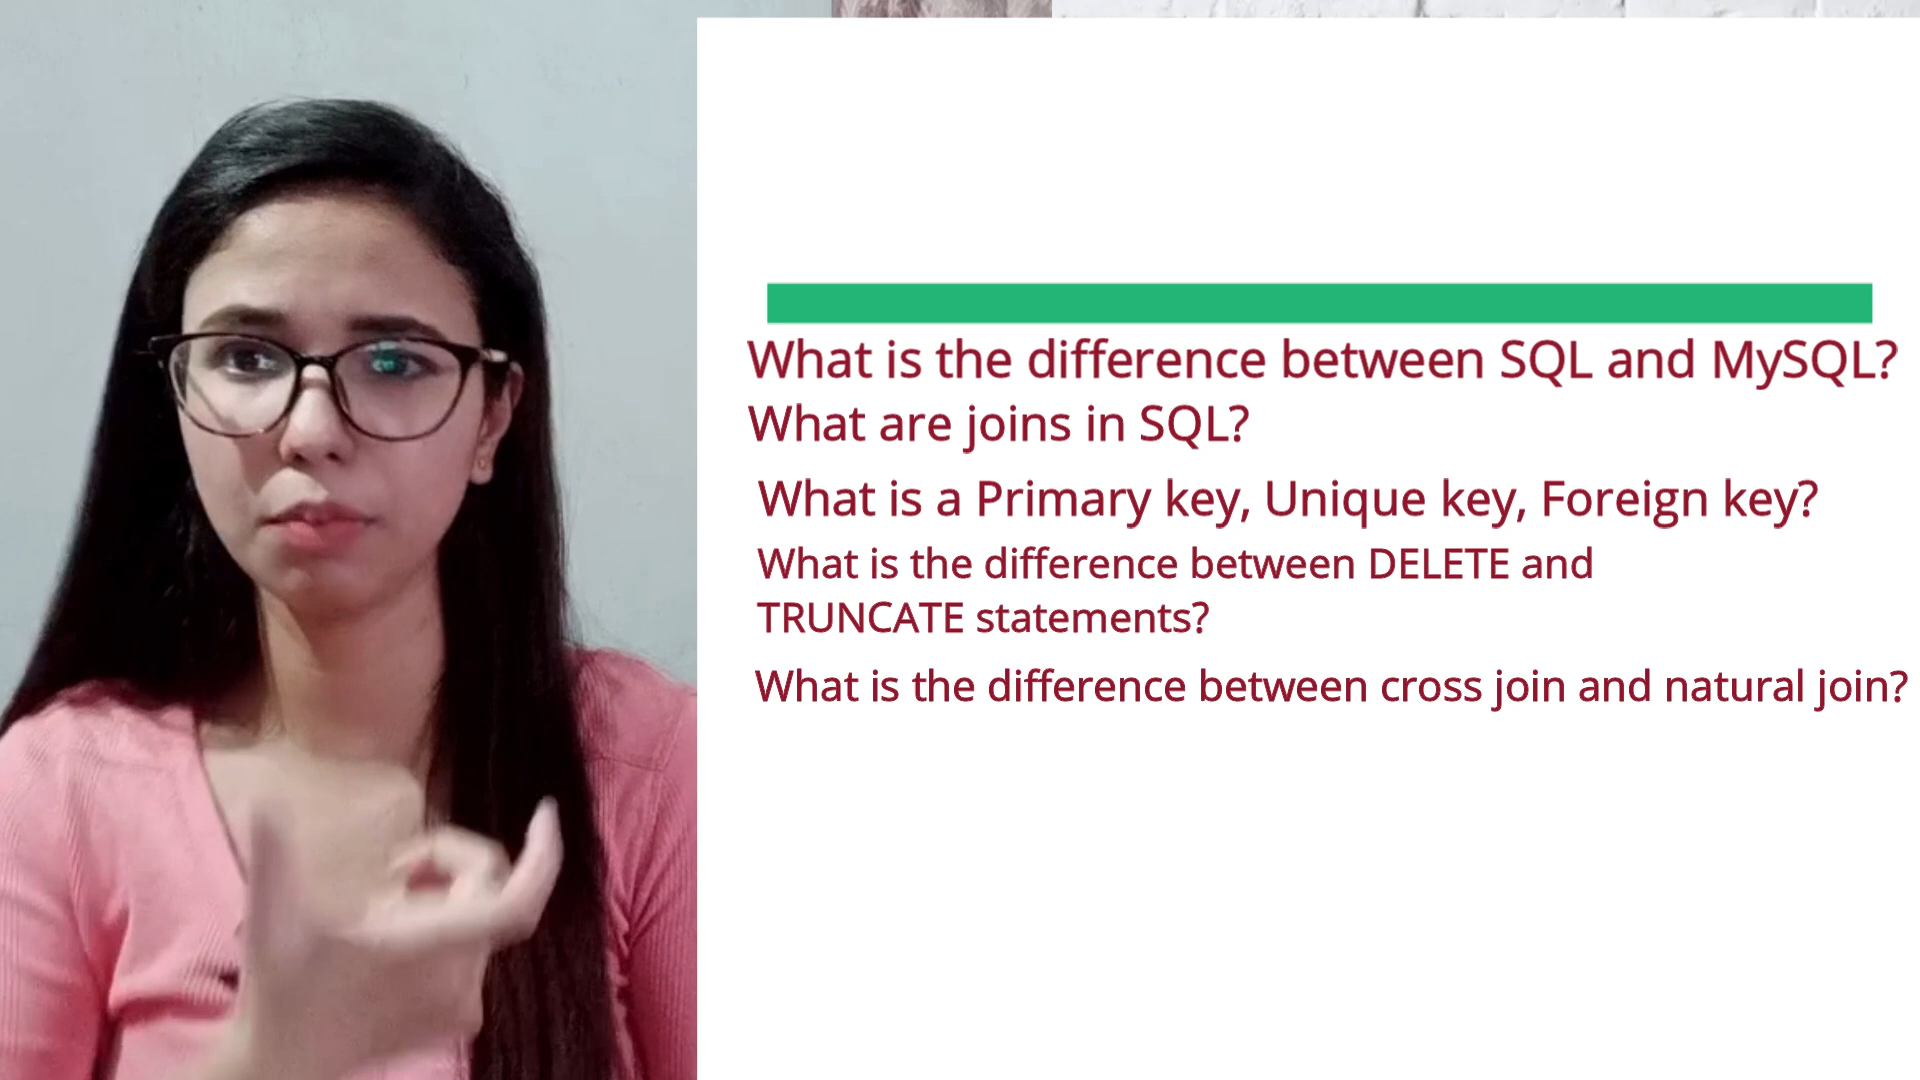 What is the difference between SQL and MySQL?
What are joins in SQL?
What is a Primary key, Unique key, Foreign key?
What is the difference between DELETE and
TRUNCATE statements?
What is the difference between cross join and natural join?